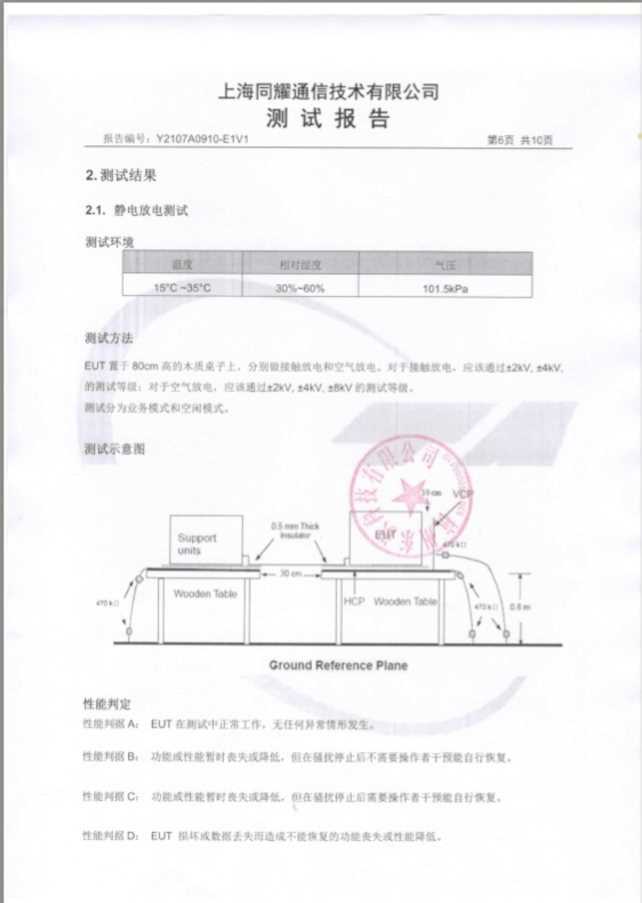 上海同耀通信技术有限公司
测 试 报 告
报告编号：Y2107A0910-E1V1 第6页 共10页
2. 测试结果
2.1. 静电放电测试
测试环境
温度 相对湿度 气压
15°C ~35°C 30%~60% 101.5kPa
测试方法
EUT 置于 80cm 高的木质桌子上，分别做接触放电和空气放电，对于接触放电，应该通过±2kV, ±4kV,
的测试等级；对于空气放电，应该通过±2kV, ±4kV, ±8kV 的测试等级。
测试分为业务模式和空闲模式。
测试示意图
10 cm VCP
0.5 mm Thick
Insulator
Support
units
EUT
470 kΩ
30 cm
470 kΩ
Wooden Table
HCP Wooden Table
470 kΩ
0.8 m
Ground Reference Plane
性能判定
性能判据 A： EUT 在测试中正常工作，无任何异常情形发生。
性能判据 B： 功能或性能暂时丧失或降低，但在骚扰停止后不需要操作者干预能自行恢复。
性能判据 C： 功能或性能暂时丧失或降低，但在骚扰停止后需要操作者干预能自行恢复。
性能判据 D： EUT 损坏或数据丢失而造成不能恢复的功能丧失或性能降低。
科技有限公司